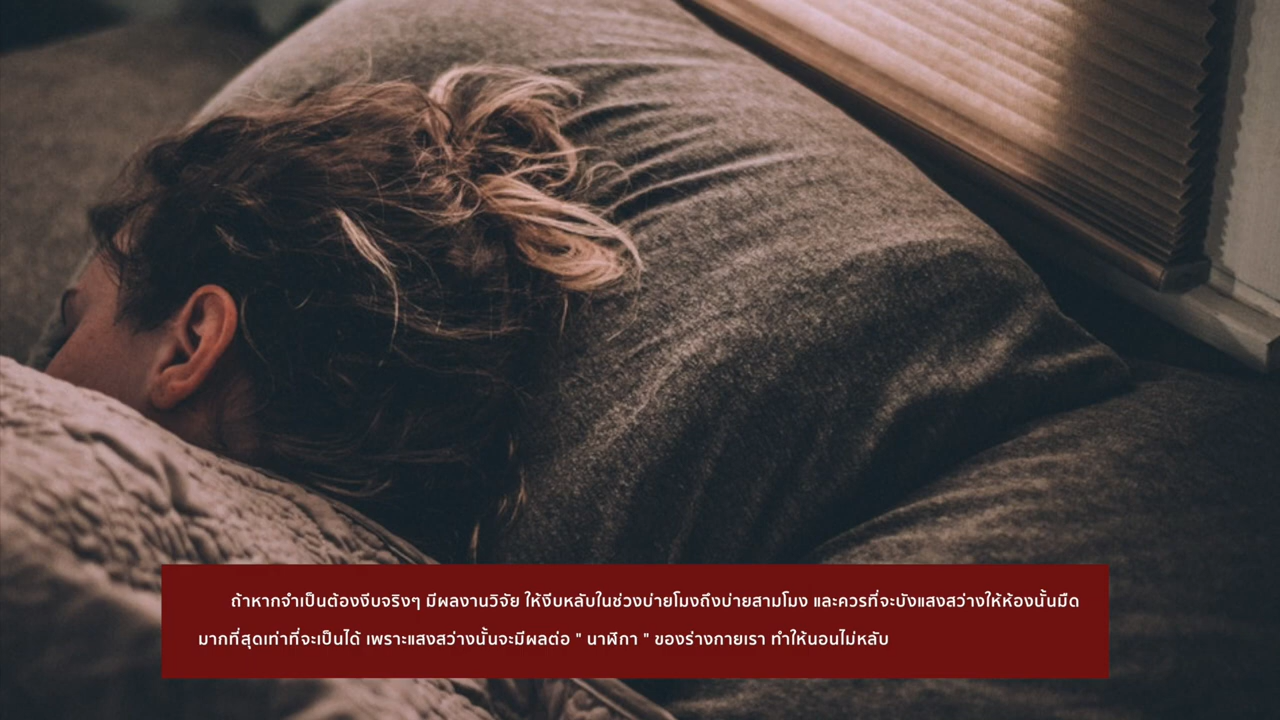 ถ้าหากจำเป็นต้องงีบจริงๆ มีผลงานวิจัย ให้งีบหลับในช่วงบ่ายโมงถึงบ่ายสามโมง และควรที่จะบังแสงสว่างให้ห้องนั้นมืด
มากที่สุดเท่าที่จะเป็นได้ เพราะแสงสว่างนั้นจะมีผลต่อ " นาฬิกา " ของร่างกายเรา ทำให้นอนไม่หลับ